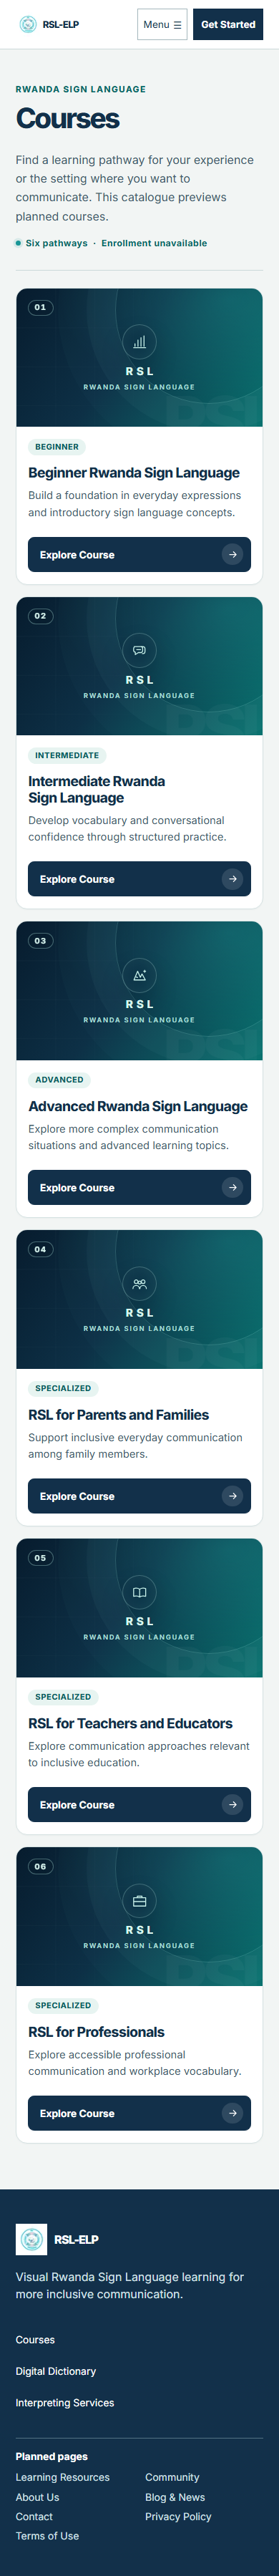 RSL-ELP
Menu
Get Started
RWANDA SIGN LANGUAGE
Courses
Find a learning pathway for your experience
or the setting where you want to
communicate. This catalogue previews
planned courses.
Six pathways · Enrollment unavailable
01
RSL
RWANDA SIGN LANGUAGE
BEGINNER
Beginner Rwanda Sign Language
Build a foundation in everyday expressions
and introductory sign language concepts.
Explore Course
02
RSL
RWANDA SIGN LANGUAGE
INTERMEDIATE
Intermediate Rwanda
Sign Language
Develop vocabulary and conversational
confidence through structured practice.
Explore Course
03
RSL
RWANDA SIGN LANGUAGE
ADVANCED
Advanced Rwanda Sign Language
Explore more complex communication
situations and advanced learning topics.
Explore Course
04
RSL
RWANDA SIGN LANGUAGE
SPECIALIZED
RSL for Parents and Families
Support inclusive everyday communication
among family members.
Explore Course
05
RSL
RWANDA SIGN LANGUAGE
SPECIALIZED
RSL for Teachers and Educators
Explore communication approaches relevant
to inclusive education.
Explore Course
06
RSL
RWANDA SIGN LANGUAGE
SPECIALIZED
RSL for Professionals
Explore accessible professional
communication and workplace vocabulary.
Explore Course
RSL-ELP
Visual Rwanda Sign Language learning for
more inclusive communication.
Courses
Digital Dictionary
Interpreting Services
Planned pages
Learning Resources
Community
About Us
Blog & News
Contact
Privacy Policy
Terms of Use